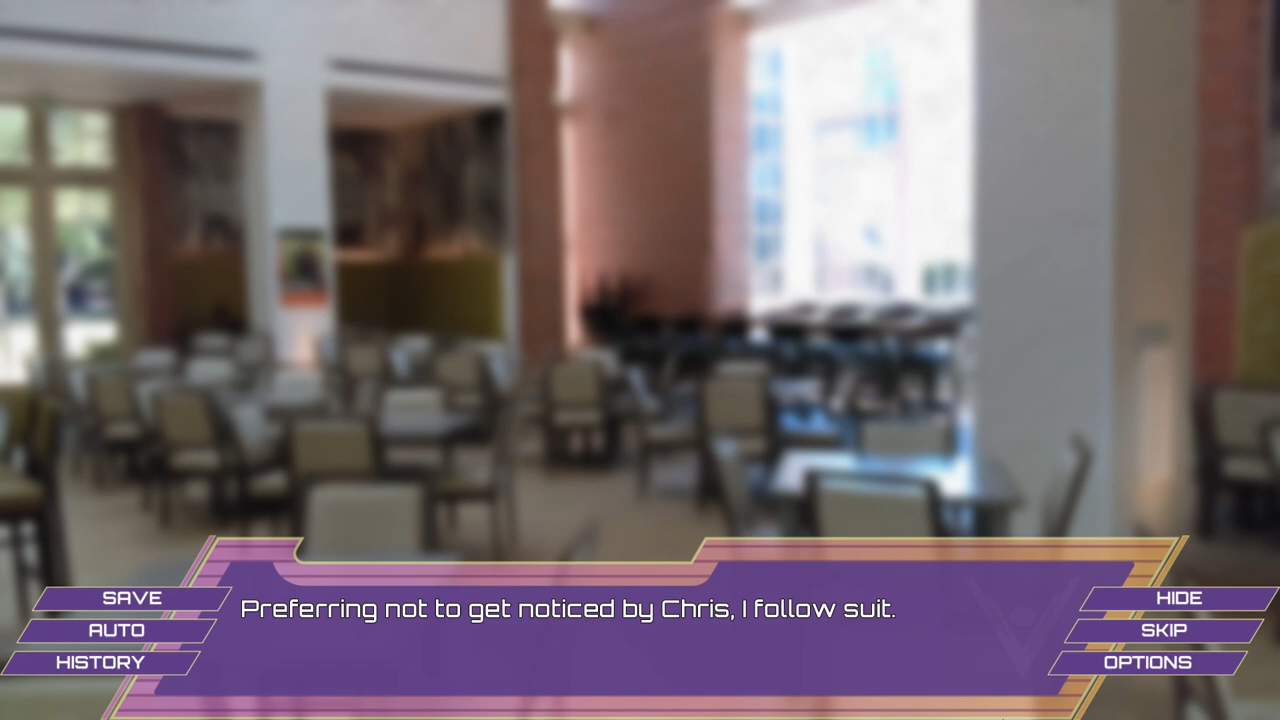 Preferring not to get noticed by Chris, I follow suit.
SAVE
AUTO
HISTORY
HIDE
SKIP
OPTIONS